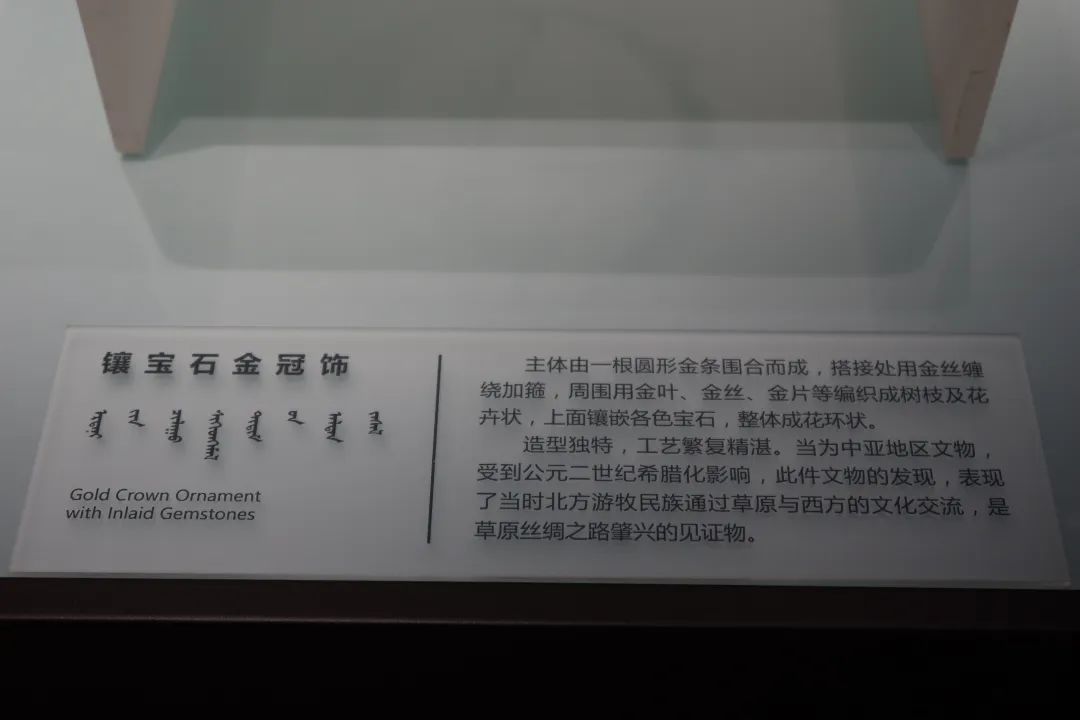 镶宝石金冠饰
Gold Crown Ornament
with Inlaid Gemstones
主体由一根圆形金条围合而成，搭接处用金丝缠
绕加箍，周围用金叶、金丝、金片等编织成树枝及花
卉状，上面镶嵌各色宝石，整体成花环状。
造型独特，工艺繁复精湛。当为中亚地区文物，
受到公元二世纪希腊化影响，此件文物的发现，表现
了当时北方游牧民族通过草原与西方的文化交流，是
草原丝绸之路肇兴的见证物。